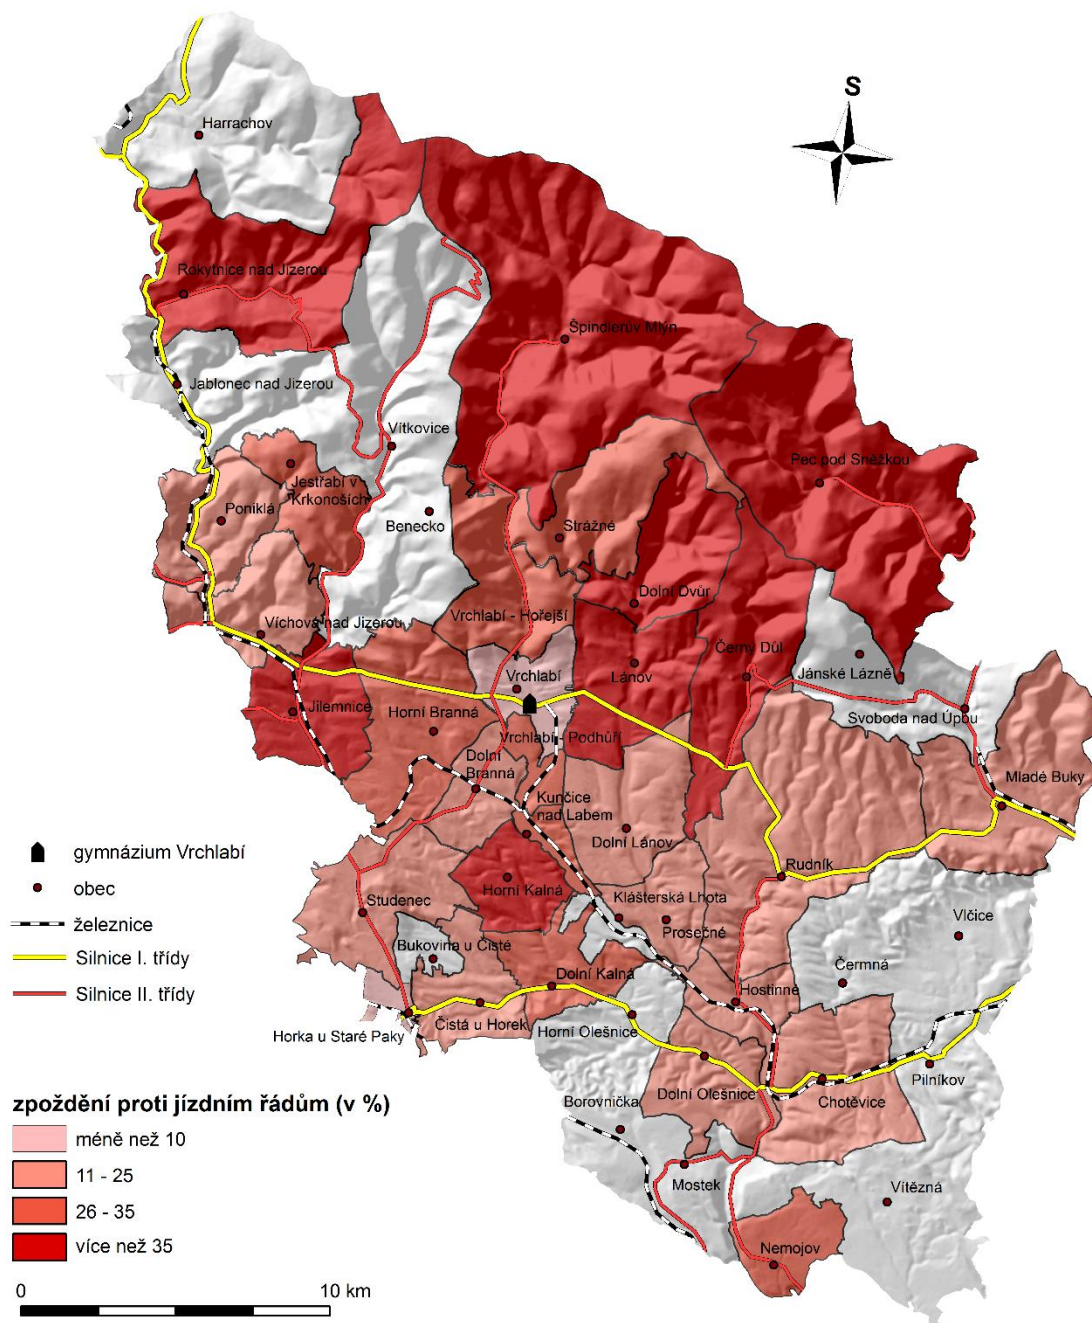 S
Harrachov
Rokytnice nad Jizerou
Špindlerův Mlýn
Jablonec nad Jizerou
Vítkovice
Pec pod Sněžkou
Jestřabí v
Krkonoších
Poniklá
Benecko
Strážné
Dolní Dvůr
Vrchlabí - Hořejší
Víchová nad Jizerou
Vrchlabí
Lánov
Černý Důl
Jánské Lázně
Jilemnice
Horní Branná
Svoboda nad Úpou
Vrchlabí - Podhůří
Dolní
Branná
Mladé Buky
Kunčice
nad Labem
Dolní Lánov
Rudník
Horní Kalná
Studenec
Klášterská Lhota
Prosečné
Vlčice
Bukovina u Čisté
Čermná
Dolní Kalná
Hostinné
Horka u Staré Paky
Čistá u Horek
Horní Olešnice
Pilníkov
Dolní Olešnice
Chotěvice
Borovnička
Mostek
Vítězná
Nemojov
gymnázium Vrchlabí
obec
železnice
Silnice I. třídy
Silnice II. třídy
zpoždění proti jízdním řádům (v %)
méně než 10
11 - 25
26 - 35
více než 35
0 10 km